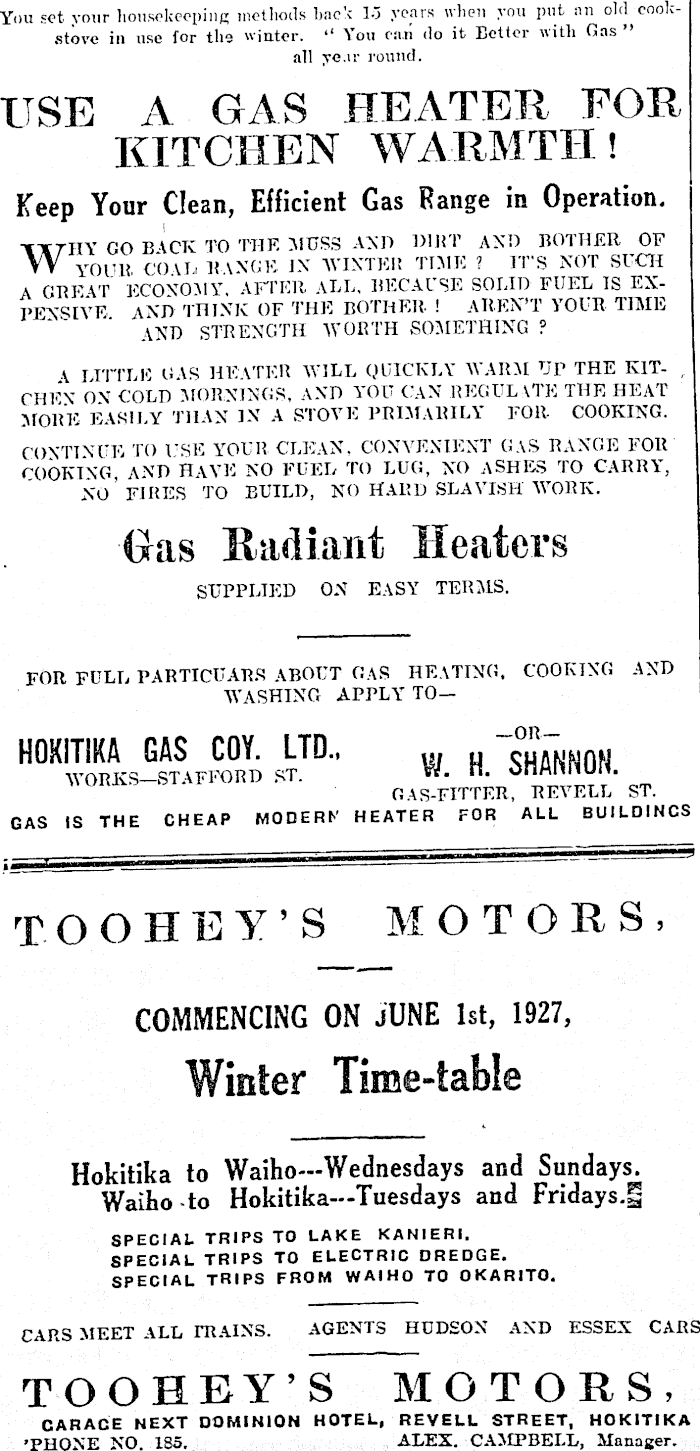 You set your housekeeping methods back 15 years when you put an old cook-
stove in use for the winter. "You can do it Better with Gas"
all year round.
USE A GAS HEATER FOR
KITCHEN WARMTH!
Keep Your Clean, Efficient Gas Range in Operation.
WHY GO BACK TO THE MUSS AND DIRT AND BOTHER OF
YOUR COAL RANGE IN WINTER TIME? IT'S NOT SUCH
A GREAT ECONOMY, AFTER ALL, BECAUSE SOLID FUEL IS EX-
PENSIVE. AND THINK OF THE BOTHER! AREN'T YOUR TIME
AND STRENGTH WORTH SOMETHING?
A LITTLE GAS HEATER WILL QUICKLY WARM UP THE KIT-
CHEN ON COLD MORNINGS, AND YOU CAN REGULATE THE HEAT
MORE EASILY THAN IN A STOVE PRIMARILY FOR COOKING.
CONTINUE TO USE YOUR CLEAN, CONVENIENT GAS RANGE FOR
COOKING, AND HAVE NO FUEL TO LUG, NO ASHES TO CARRY,
NO FIRES TO BUILD, NO HARD SLAVISH WORK.
Gas Radiant Heaters
SUPPLIED ON EASY TERMS.
FOR FULL PARTICUARS ABOUT GAS HEATING, COOKING AND
WASHING APPLY TO—
HOKITIKA GAS COY. LTD.,
WORKS—STAFFORD ST.
—OR—
W. H. SHANNON.
GAS-FITTER, REVELL ST.
GAS IS THE CHEAP MODERN HEATER FOR ALL BUILDINGS
TOOHEY'S MOTORS,
COMMENCING ON JUNE 1st, 1927,
Winter Time-table
Hokitika to Waiho---Wednesdays and Sundays.
Waiho to Hokitika---Tuesdays and Fridays.
SPECIAL TRIPS TO LAKE KANIERI.
SPECIAL TRIPS TO ELECTRIC DREDGE.
SPECIAL TRIPS FROM WAIHO TO OKARITO.
CARS MEET ALL TRAINS. AGENTS HUDSON AND ESSEX CARS
TOOHEY'S MOTORS,
GARAGE NEXT DOMINION HOTEL, REVELL STREET, HOKITIKA
'PHONE NO. 185. ALEX. CAMPBELL, Manager.